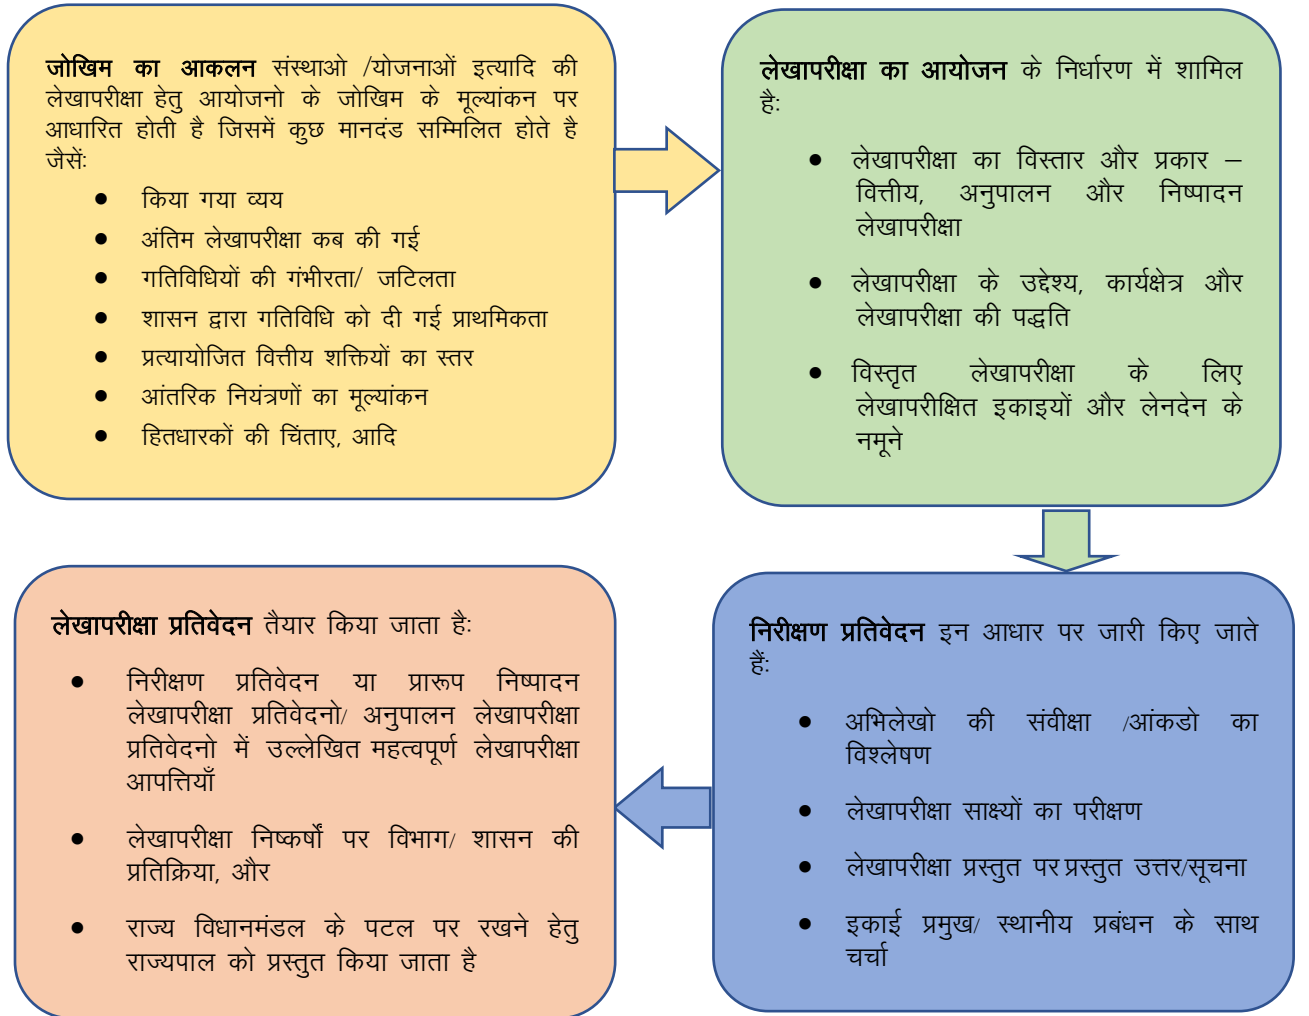 जोखिम का आकलन संस्थाओ /योजनाओं इत्यादि की
लेखापरीक्षा हेतु आयोजनो के जोखिम के मूल्यांकन पर
आधारित होती है जिसमें कुछ मानदंड सम्मिलित होते है
जैसें:
● किया गया व्यय
● अंतिम लेखापरीक्षा कब की गई
● गतिविधियों की गंभीरता/ जटिलता
● शासन द्वारा गतिविधि को दी गई प्राथमिकता
● प्रत्यायोजित वित्तीय शक्तियों का स्तर
● आंतरिक नियंत्रणों का मूल्यांकन
● हितधारकों की चिंताए, आदि
लेखापरीक्षा का आयोजन के निर्धारण में शामिल
है:
● लेखापरीक्षा का विस्तार और प्रकार –
वित्तीय, अनुपालन और निष्पादन
लेखापरीक्षा
● लेखापरीक्षा के उद्देश्य, कार्यक्षेत्र और
लेखापरीक्षा की पद्धति
● विस्तृत लेखापरीक्षा के लिए
लेखापरीक्षित इकाइयों और लेनदेन के
नमूने
निरीक्षण प्रतिवेदन इन आधार पर जारी किए जाते
हैं:
● अभिलेखो की संवीक्षा /आंकडो का
विश्लेषण
● लेखापरीक्षा साक्ष्यों का परीक्षण
● लेखापरीक्षा प्रस्तुत पर प्रस्तुत उत्तर/सूचना
● इकाई प्रमुख/ स्थानीय प्रबंधन के साथ
चर्चा
लेखापरीक्षा प्रतिवेदन तैयार किया जाता है:
● निरीक्षण प्रतिवेदन या प्रारूप निष्पादन
लेखापरीक्षा प्रतिवेदनो/ अनुपालन लेखापरीक्षा
प्रतिवेदनो में उल्लेखित महत्वपूर्ण लेखापरीक्षा
आपत्तियाँ
● लेखापरीक्षा निष्कर्षों पर विभाग/ शासन की
प्रतिक्रिया, और
● राज्य विधानमंडल के पटल पर रखने हेतु
राज्यपाल को प्रस्तुत किया जाता है